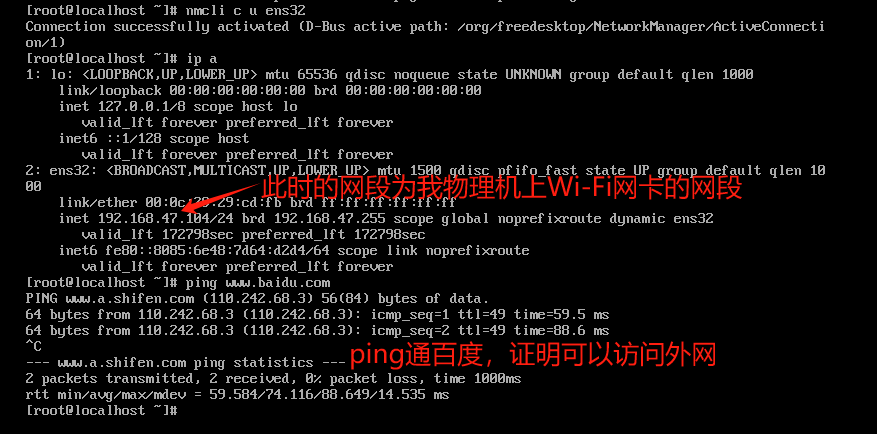 [root@localhost ~]# nmcli c u ens32
Connection successfully activated (D-Bus active path: /org/freedesktop/NetworkManager/ActiveConnecti
on/1)
[root@localhost ~]# ip a
1: lo: <LOOPBACK,UP,LOWER_UP> mtu 65536 qdisc noqueue state UNKNOWN group default qlen 1000
link/loopback 00:00:00:00:00:00 brd 00:00:00:00:00:00
inet 127.0.0.1/8 scope host lo
valid_lft forever preferred_lft forever
inet6 ::1/128 scope host
valid_lft forever preferred_lft forever
2: ens32: <BROADCAST,MULTICAST,UP,LOWER_UP> mtu 1500 qdisc pfifo_fast state UP group default qlen 10
00
此时的网段为我物理机上Wi-Fi网卡的网段
link/ether 00:0c:29:29:cd:fb brd ff:ff:ff:ff:ff:ff
inet 192.168.47.104/24 brd 192.168.47.255 scope global noprefixroute dynamic ens32
valid_lft 172798sec preferred_lft 172798sec
inet6 fe80::8085:6e48:7d64:d2d4/64 scope link noprefixroute
valid_lft forever preferred_lft forever
[root@localhost ~]# ping www.baidu.com
PING www.a.shifen.com (110.242.68.3) 56(84) bytes of data.
64 bytes from 110.242.68.3 (110.242.68.3): icmp_seq=1 ttl=49 time=59.5 ms
64 bytes from 110.242.68.3 (110.242.68.3): icmp_seq=2 ttl=49 time=88.6 ms
^C
--- www.a.shifen.com ping statistics ---
ping通百度，证明可以访问外网
2 packets transmitted, 2 received, 0% packet loss, time 1000ms
rtt min/avg/max/mdev = 59.584/74.116/88.649/14.535 ms
[root@localhost ~]#